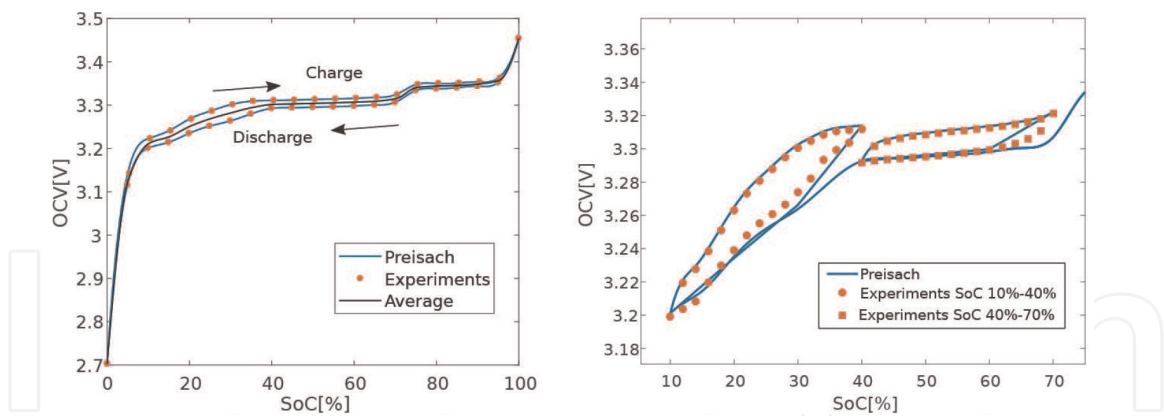 3.5
3.4
3.3
3.2
3.1
3
2.9
2.8
2.7
OCV[V]
0
20
40
60
80
100
SoC[%]
Charge
Discharge
Preisach
Experiments
Average
3.36
3.34
3.32
3.3
3.28
3.26
3.24
3.22
3.2
3.18
OCV[V]
10
20
30
40
50
60
70
SoC[%]
Preisach
Experiments SoC 10%-40%
Experiments SoC 40%-70%